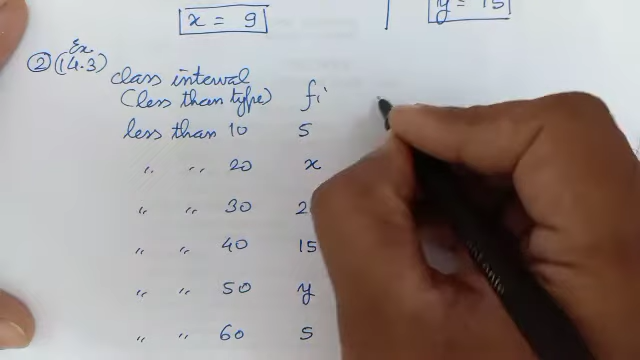 x = 9
y = 15
② Ex (14.3) class interval fi
(less than type)
less than 10 5
" " 20 x
" " 30 2
" " 40 15
" " 50 y
" " 60 5